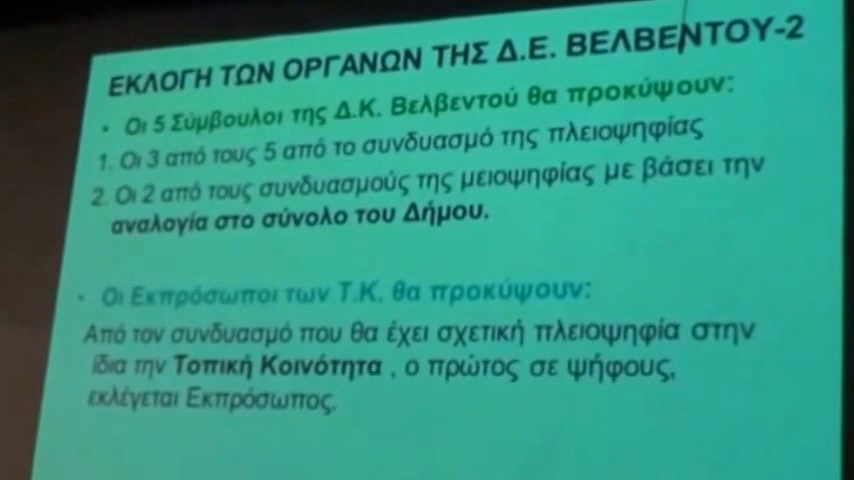 ΕΚΛΟΓΗ ΤΩΝ ΟΡΓΑΝΩΝ ΤΗΣ Δ.Ε. ΒΕΛΒΕΝΤΟΥ-2
• Οι 5 Σύμβουλοι της Δ.Κ. Βελβεντού θα προκύψουν:
1. Οι 3 από τους 5 από το συνδυασμό της πλειοψηφίας
2. Οι 2 από τους συνδυασμούς της μειοψηφίας με βάσει την
αναλογία στο σύνολο του Δήμου.
• Οι Εκπρόσωποι των Τ.Κ. θα προκύψουν:
Από τον συνδυασμό που θα έχει σχετική πλειοψηφία στην
ίδια την Τοπική Κοινότητα , ο πρώτος σε ψήφους,
εκλέγεται Εκπρόσωπος.